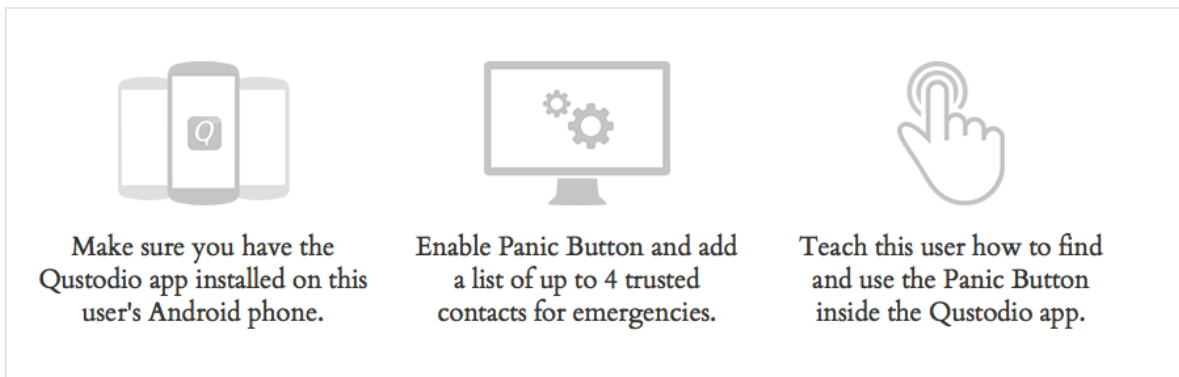 Q
Make sure you have the
Qustodio app installed on this
user's Android phone.
Enable Panic Button and add
a list of up to 4 trusted
contacts for emergencies.
Teach this user how to find
and use the Panic Button
inside the Qustodio app.